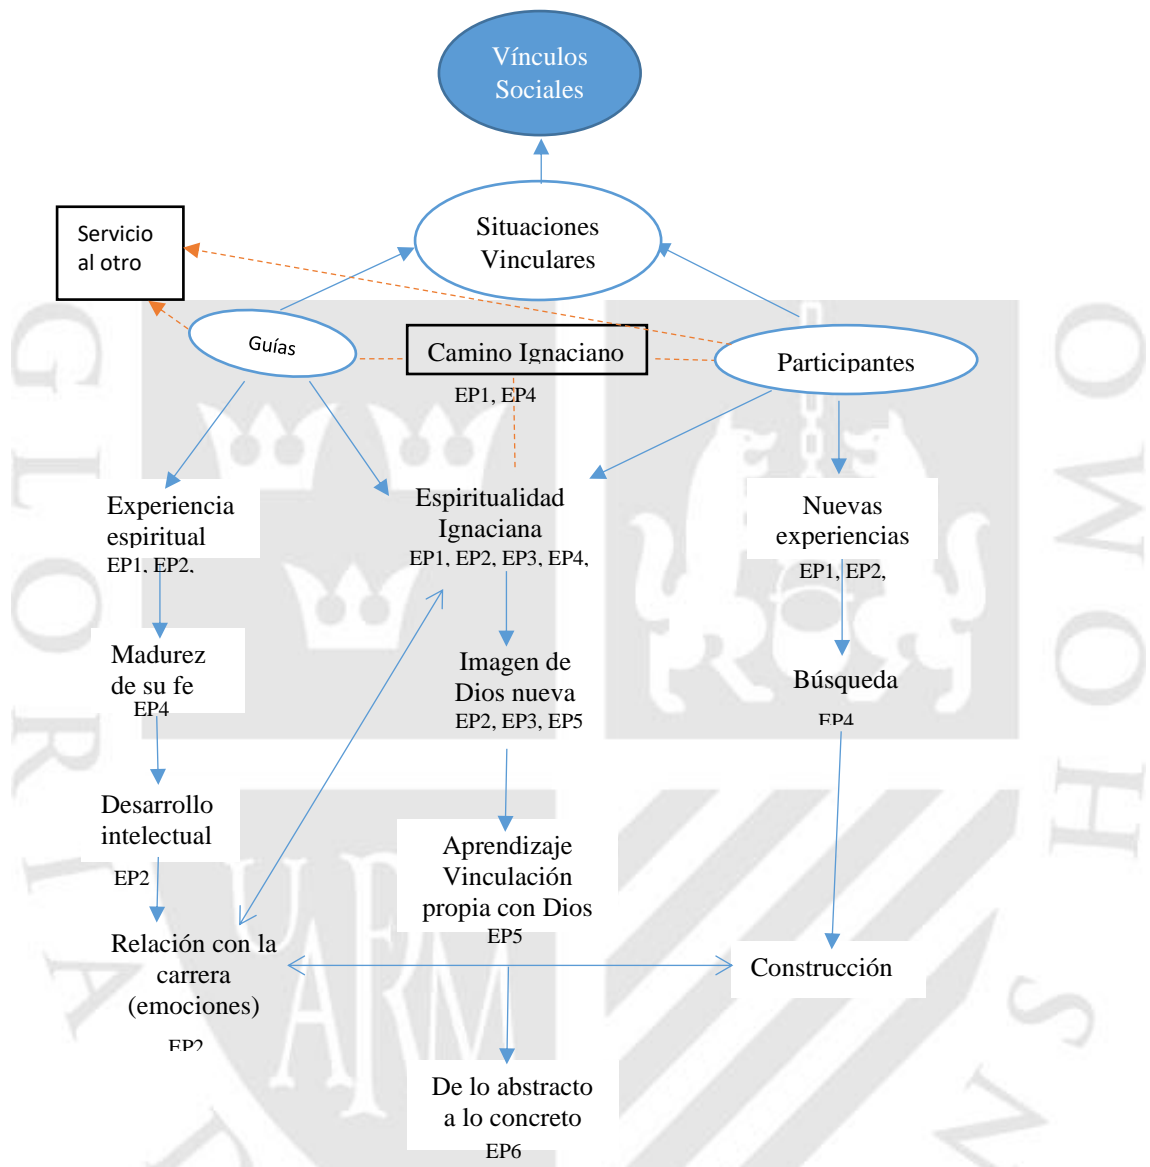 Vínculos
Sociales
Situaciones
Vinculares
Servicio
al otro
Guías
Camino Ignaciano
Participantes
EP1, EP4
Experiencia
espiritual
EP1, EP2,
Espiritualidad
Ignaciana
EP1, EP2, EP3, EP4,
Nuevas
experiencias
EP1, EP2,
Madurez
de su fe
EP4
Imagen de
Dios nueva
EP2, EP3, EP5
Búsqueda
EP4
Desarrollo
intelectual
EP2
Aprendizaje
Vinculación
propia con Dios
EP5
Relación con la
carrera
(emociones)
EP2
Construcción
De lo abstracto
a lo concreto
EP6
GLORIA
UARM
HOMO